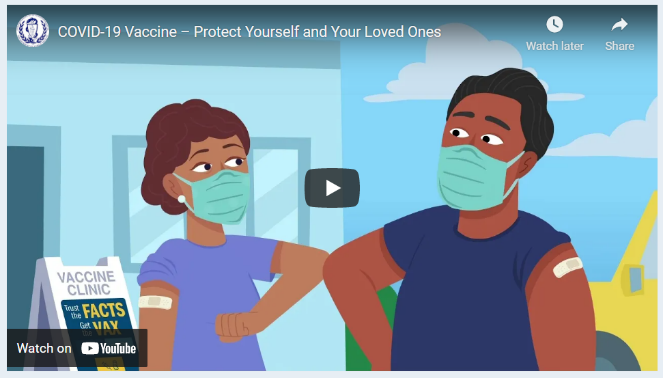 COVID-19 Vaccine – Protect Yourself and Your Loved Ones
Watch later
Share
VACCINE
CLINIC
Trust
the FACTS
Get
the VAX
Watch on YouTube